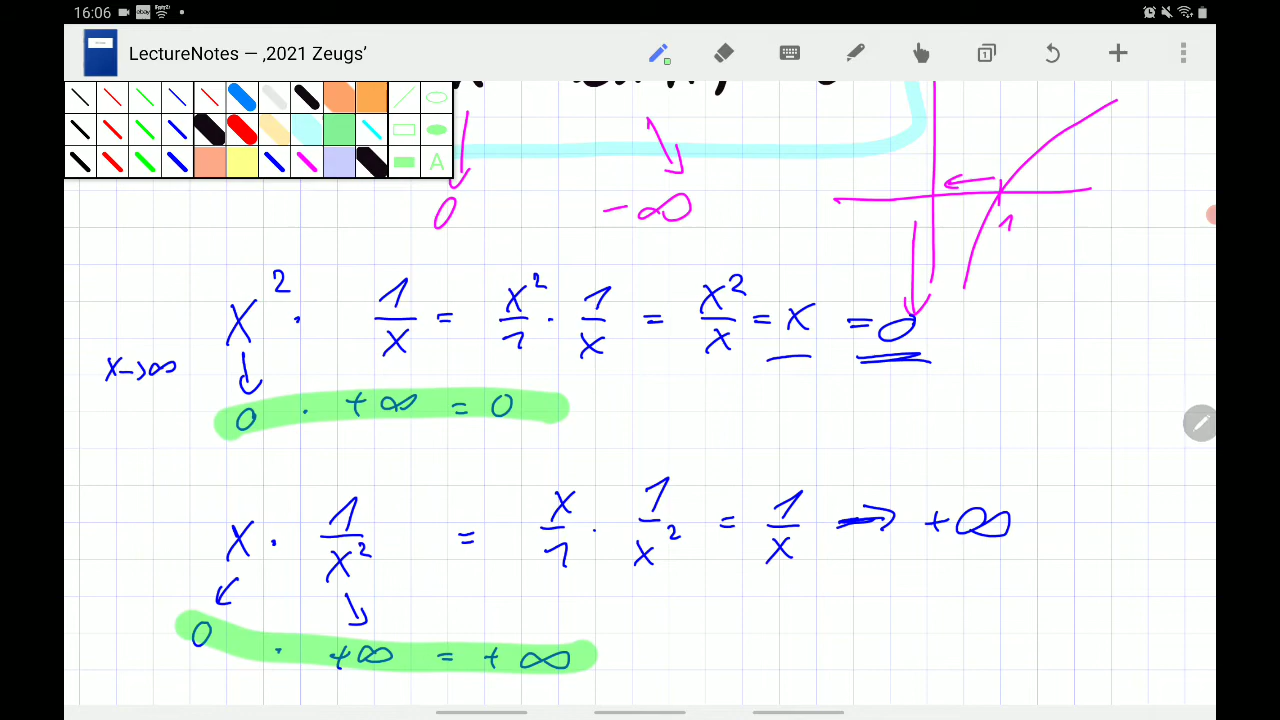 16:06
LectureNotes — ‚2021 Zeugs’
A
0 -∞ 1
x² · 1/x = x²/1 · 1/x = x²/x = x = 0
x→∞
0 · +∞ = 0
x · 1/x² = x/1 · 1/x² = 1/x → +∞
0 · +∞ = +∞